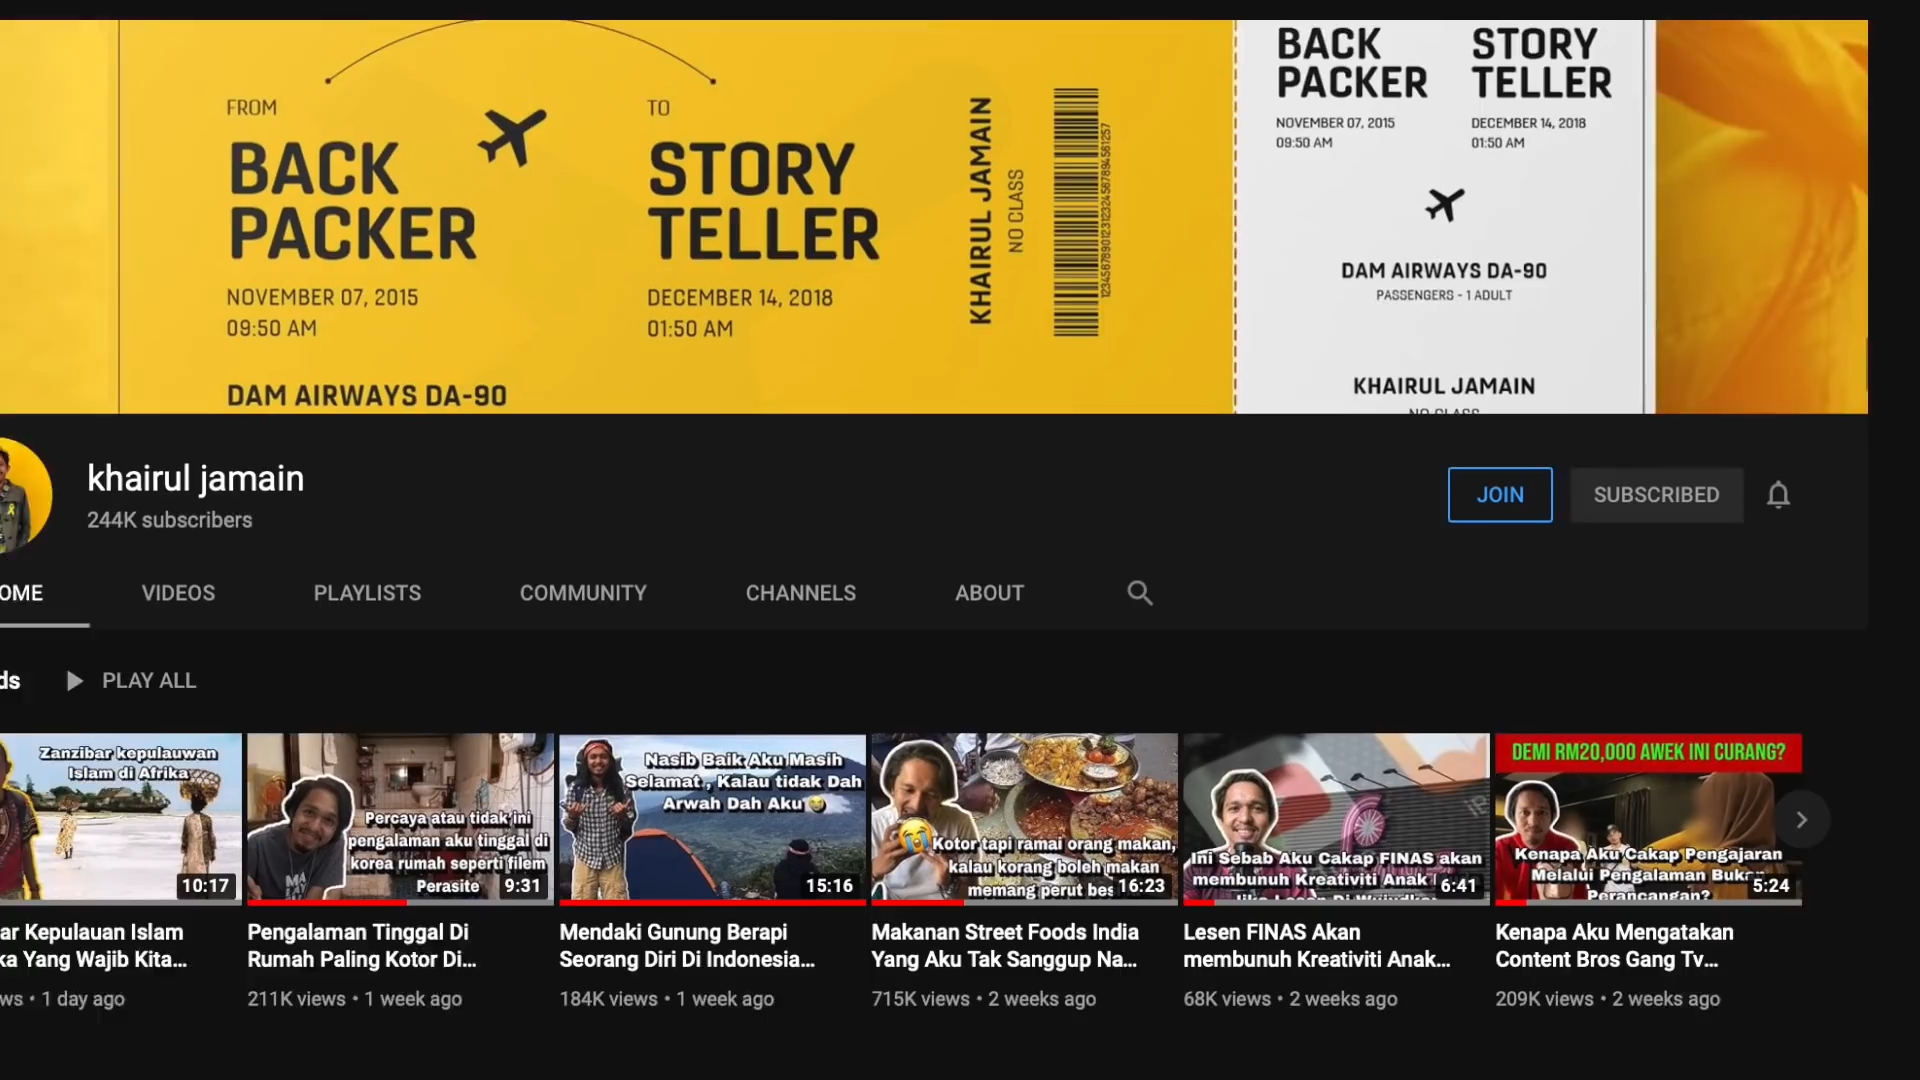 FROM
BACK
PACKER
NOVEMBER 07, 2015
09:50 AM
TO
STORY
TELLER
DECEMBER 14, 2018
01:50 AM
DAM AIRWAYS DA-90
KHAIRUL JAMAIN
NO CLASS
BACK
PACKER
NOVEMBER 07, 2015
09:50 AM
STORY
TELLER
DECEMBER 14, 2018
01:50 AM
DAM AIRWAYS DA-90
PASSENGERS - 1 ADULT
KHAIRUL JAMAIN
NO CLASS
khairul jamain
244K subscribers
JOIN
SUBSCRIBED
OME
VIDEOS
PLAYLISTS
COMMUNITY
CHANNELS
ABOUT
ds
PLAY ALL
Zanzibar kepulauwan
Islam di Afrika
10:17
ar Kepulauan Islam
ka Yang Wajib Kita...
ws • 1 day ago
Percaya atau tidak ini
pengalaman aku tinggal di
korea rumah seperti filem
Perasite
9:31
Pengalaman Tinggal Di
Rumah Paling Kotor Di...
211K views • 1 week ago
Nasib Baik Aku Masih
Selamat , Kalau tidak Dah
Arwah Dah Aku 😭
15:16
Mendaki Gunung Berapi
Seorang Diri Di Indonesia...
184K views • 1 week ago
Kotor tapi ramai orang makan,
kalau korang boleh makan
memang perut bes
16:23
Makanan Street Foods India
Yang Aku Tak Sanggup Na...
715K views • 2 weeks ago
Ini Sebab Aku Cakap FINAS akan
membunuh Kreativiti Anak
6:41
Lesen FINAS Akan
membunuh Kreativiti Anak...
68K views • 2 weeks ago
DEMI RM20,000 AWEK INI CURANG?
Kenapa Aku Cakap Pengajaran
Melalui Pengalaman Bukan
Perancangan?
5:24
Kenapa Aku Mengatakan
Content Bros Gang Tv...
209K views • 2 weeks ago